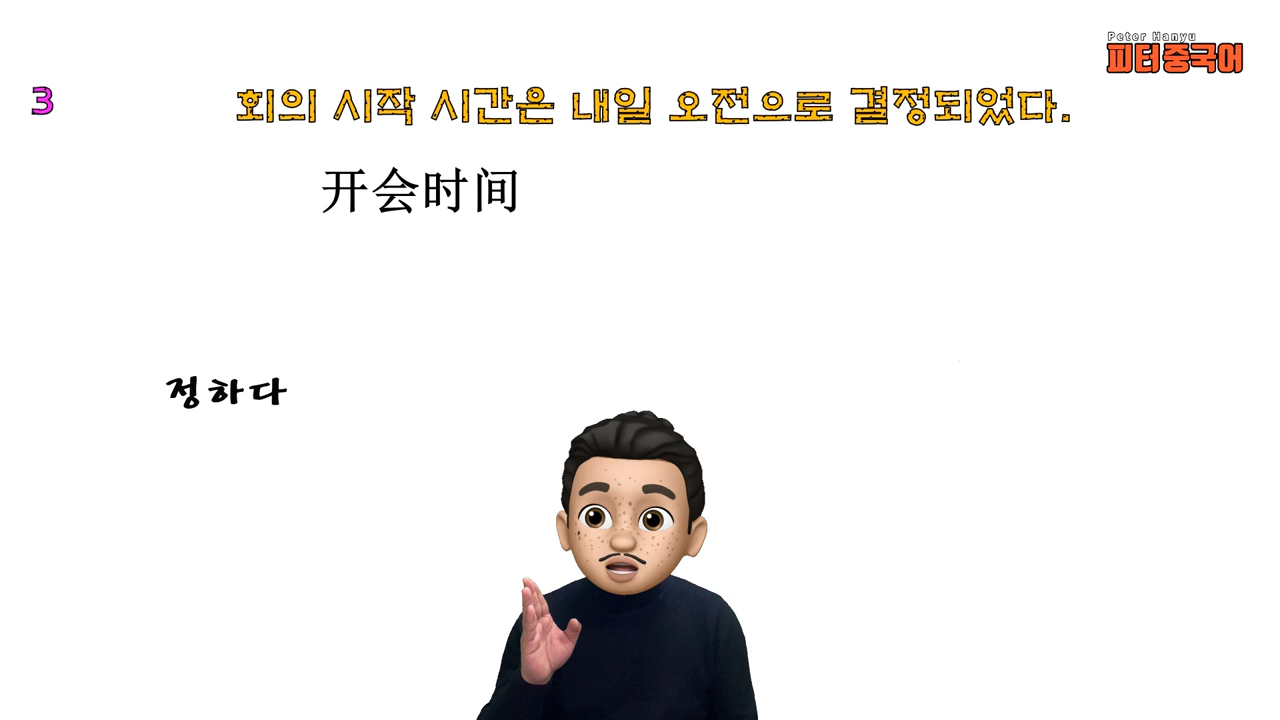 Peter Hanyu
피터 중국어
3
회의 시작 시간은 내일 오전으로 결정되었다.
开会时间
정하다